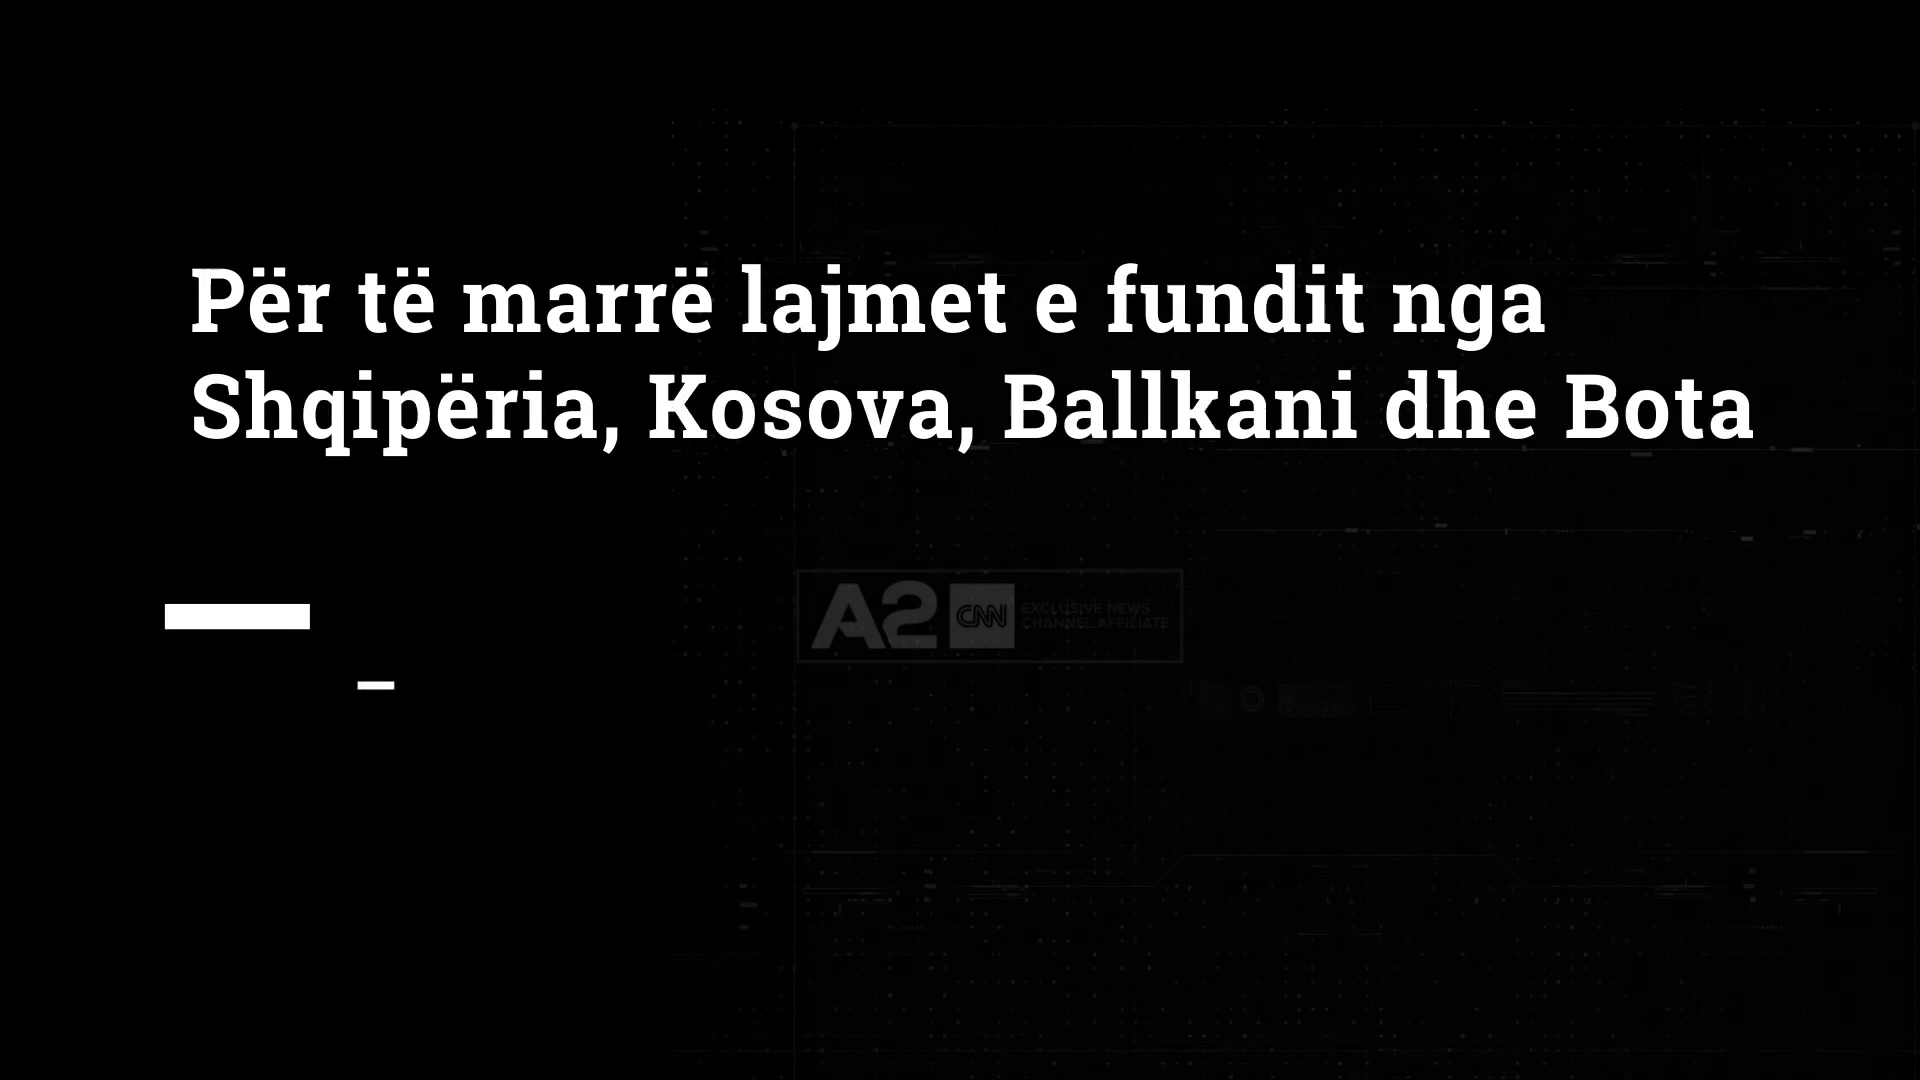 Për të marrë lajmet e fundit nga
Shqipëria, Kosova, Ballkani dhe Bota
A2 CNN EXCLUSIVE NEWS
CHANNEL AFFILIATE